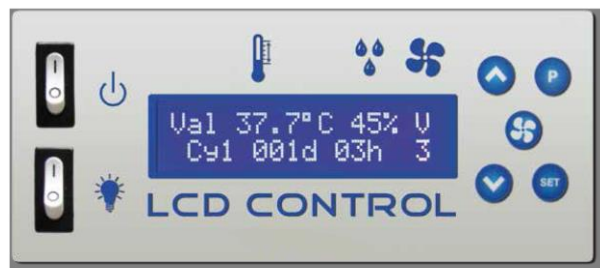 I
O
P
Val 37.7°C 45% V
Cy1 001d 03h 3
I
O
SET
LCD CONTROL